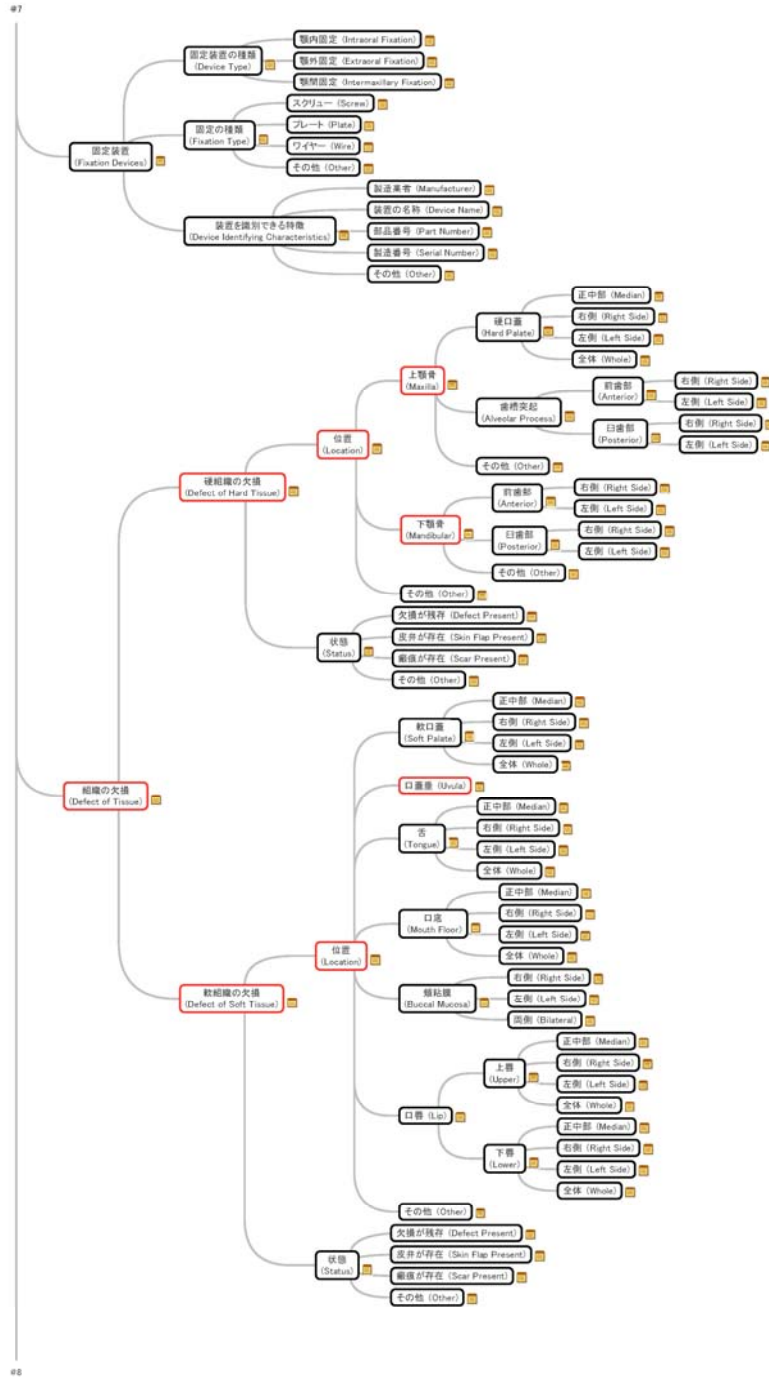 #7
固定装置
(Fixation Devices)
固定装置の種類
(Device Type)
顎内固定 (Intraoral Fixation)
顎外固定 (Extraoral Fixation)
顎間固定 (Intermaxillary Fixation)
固定の種類
(Fixation Type)
スクリュー (Screw)
プレート (Plate)
ワイヤー (Wire)
その他 (Other)
装置を識別できる特徴
(Device Identifying Characteristics)
製造業者 (Manufacturer)
装置の名称 (Device Name)
部品番号 (Part Number)
製造番号 (Serial Number)
その他 (Other)
組織の欠損
(Defect of Tissue)
硬組織の欠損
(Defect of Hard Tissue)
位置
(Location)
上顎骨
(Maxilla)
硬口蓋
(Hard Palate)
正中部 (Median)
右側 (Right Side)
左側 (Left Side)
全体 (Whole)
歯槽突起
(Alveolar Process)
前歯部
(Anterior)
右側 (Right Side)
左側 (Left Side)
臼歯部
(Posterior)
右側 (Right Side)
左側 (Left Side)
その他 (Other)
下顎骨
(Mandibular)
前歯部
(Anterior)
右側 (Right Side)
左側 (Left Side)
臼歯部
(Posterior)
右側 (Right Side)
左側 (Left Side)
その他 (Other)
その他 (Other)
状態
(Status)
欠損が残存 (Defect Present)
皮弁が存在 (Skin Flap Present)
瘢痕が存在 (Scar Present)
その他 (Other)
軟組織の欠損
(Defect of Soft Tissue)
位置
(Location)
軟口蓋
(Soft Palate)
正中部 (Median)
右側 (Right Side)
左側 (Left Side)
全体 (Whole)
口蓋垂 (Uvula)
舌
(Tongue)
正中部 (Median)
右側 (Right Side)
左側 (Left Side)
全体 (Whole)
口底
(Mouth Floor)
正中部 (Median)
右側 (Right Side)
左側 (Left Side)
全体 (Whole)
頬粘膜
(Buccal Mucosa)
右側 (Right Side)
左側 (Left Side)
両側 (Bilateral)
口唇 (Lip)
上唇
(Upper)
正中部 (Median)
右側 (Right Side)
左側 (Left Side)
全体 (Whole)
下唇
(Lower)
正中部 (Median)
右側 (Right Side)
左側 (Left Side)
全体 (Whole)
その他 (Other)
状態
(Status)
欠損が残存 (Defect Present)
皮弁が存在 (Skin Flap Present)
瘢痕が存在 (Scar Present)
その他 (Other)
#8